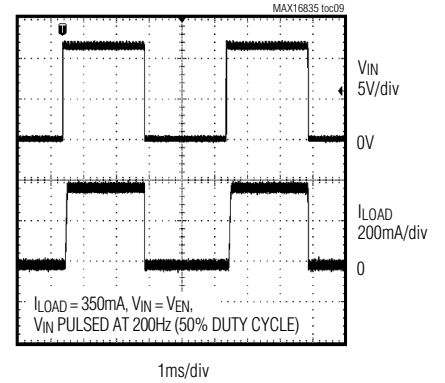 MAX16835 toc09
T
VIN
5V/div
0V
ILOAD
200mA/div
0
ILOAD = 350mA, VIN = VEN,
VIN PULSED AT 200Hz (50% DUTY CYCLE)
1ms/div